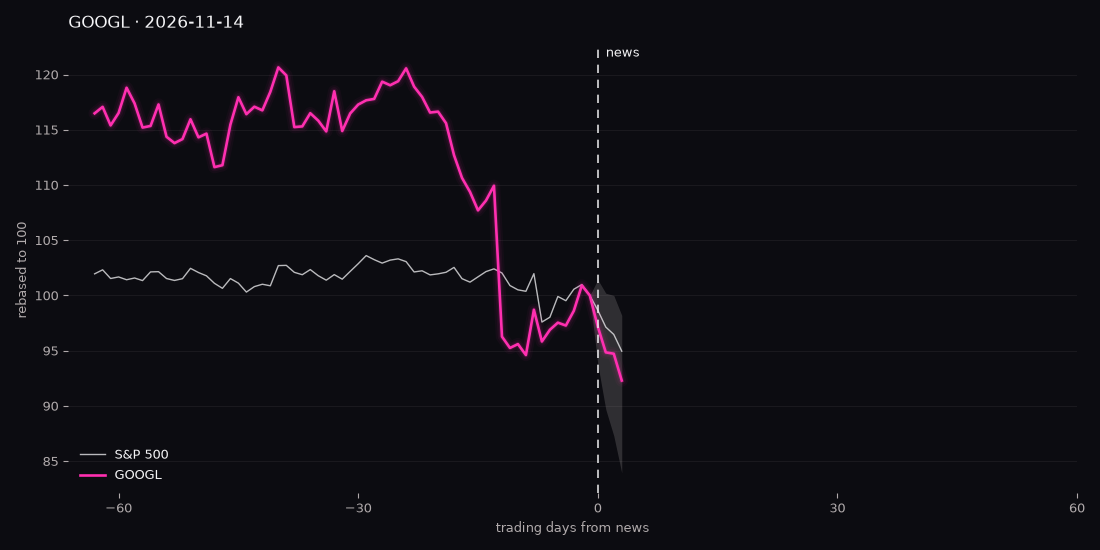 GOOGL · 2026-11-14
news
120
115
110
105
100
95
90
85
rebased to 100
S&P 500
GOOGL
−60
−30
0
30
60
trading days from news